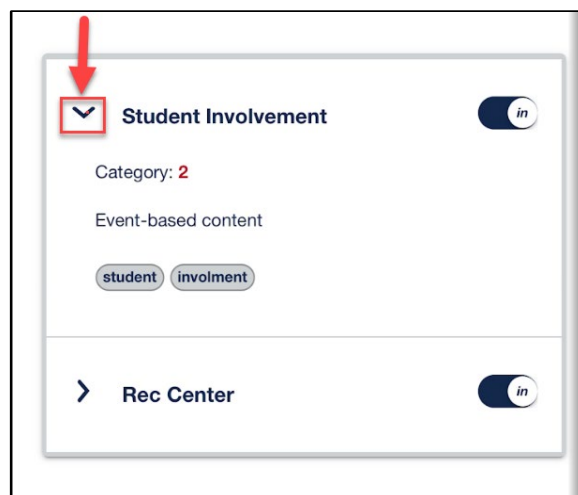 Student Involvement
in
Category: 2
Event-based content
student
involment
Rec Center
in